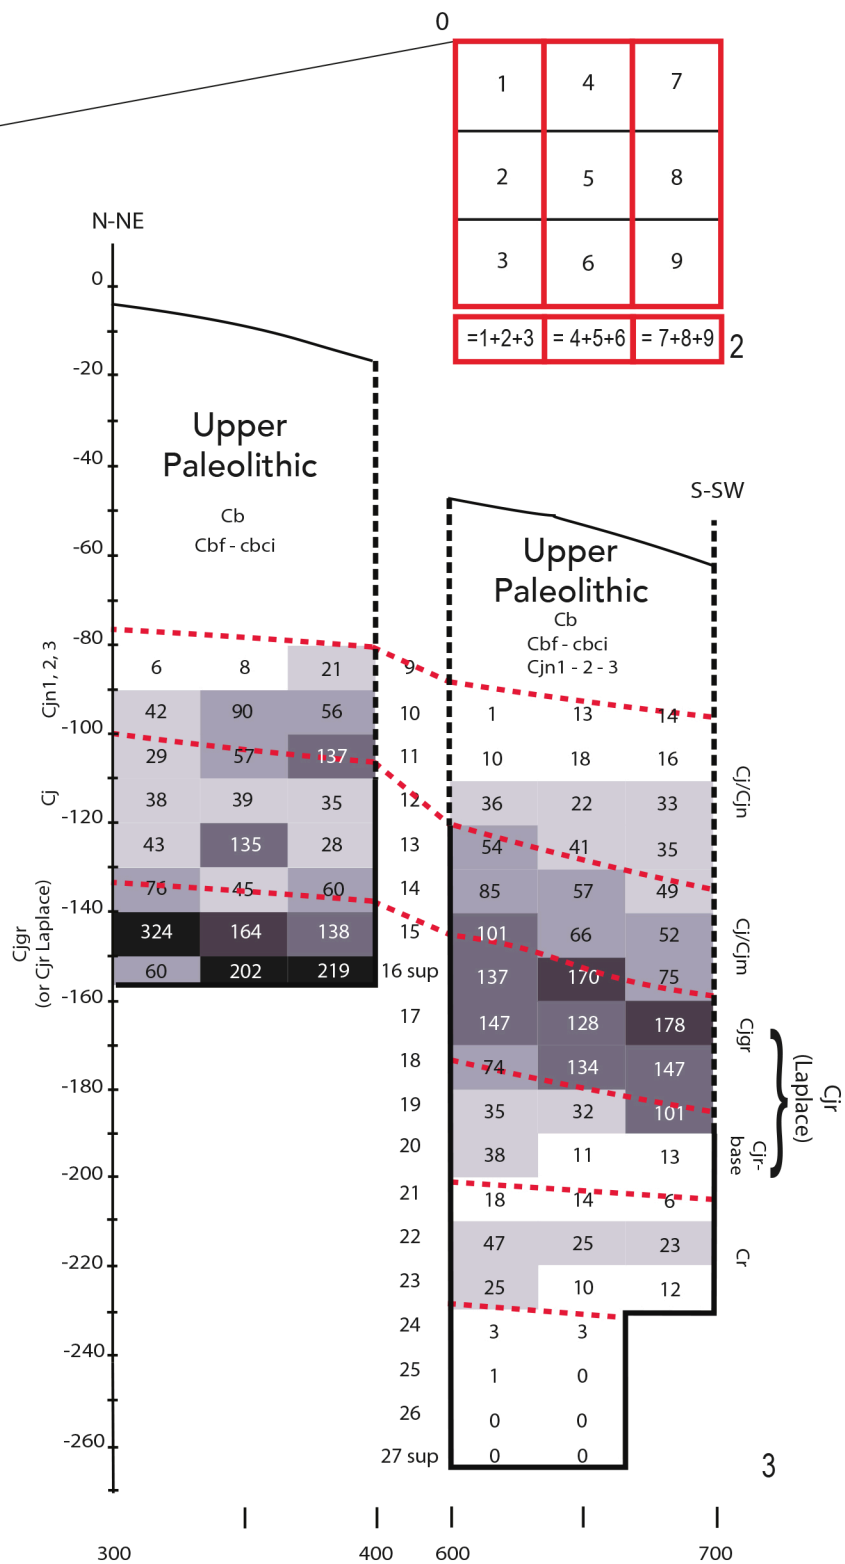 0
1 4 7
2 5 8
3 6 9
=1+2+3 = 4+5+6 = 7+8+9
2
N-NE
0
-20
-40
-60
-80
-100
-120
-140
-160
-180
-200
-220
-240
-260
Upper
Paleolithic
Cb
Cbf - cbci
S-SW
Upper
Paleolithic
Cb
Cbf - cbci
Cjn1 - 2 - 3
Cjn1, 2, 3
Cj
Cjgr
(or Cjr Laplace)
6 8 21 9
42 90 56 10 1 13 14
29 57 137 11 10 18 16
38 39 35 12 36 22 33
43 135 28 13 54 41 35
76 45 60 14 85 57 49
324 164 138 15 101 66 52
60 202 219 16 sup 137 170 75
17 147 128 178
18 74 134 147
19 35 32 101
20 38 11 13
21 18 14 6
22 47 25 23
23 25 10 12
24 3 3
25 1 0
26 0 0
27 sup 0 0
Cj/Cjn
Cj/Cjm
Cjgr
Cjr-
base
Cjr
(Laplace)
Cr
3
300 400 600 700